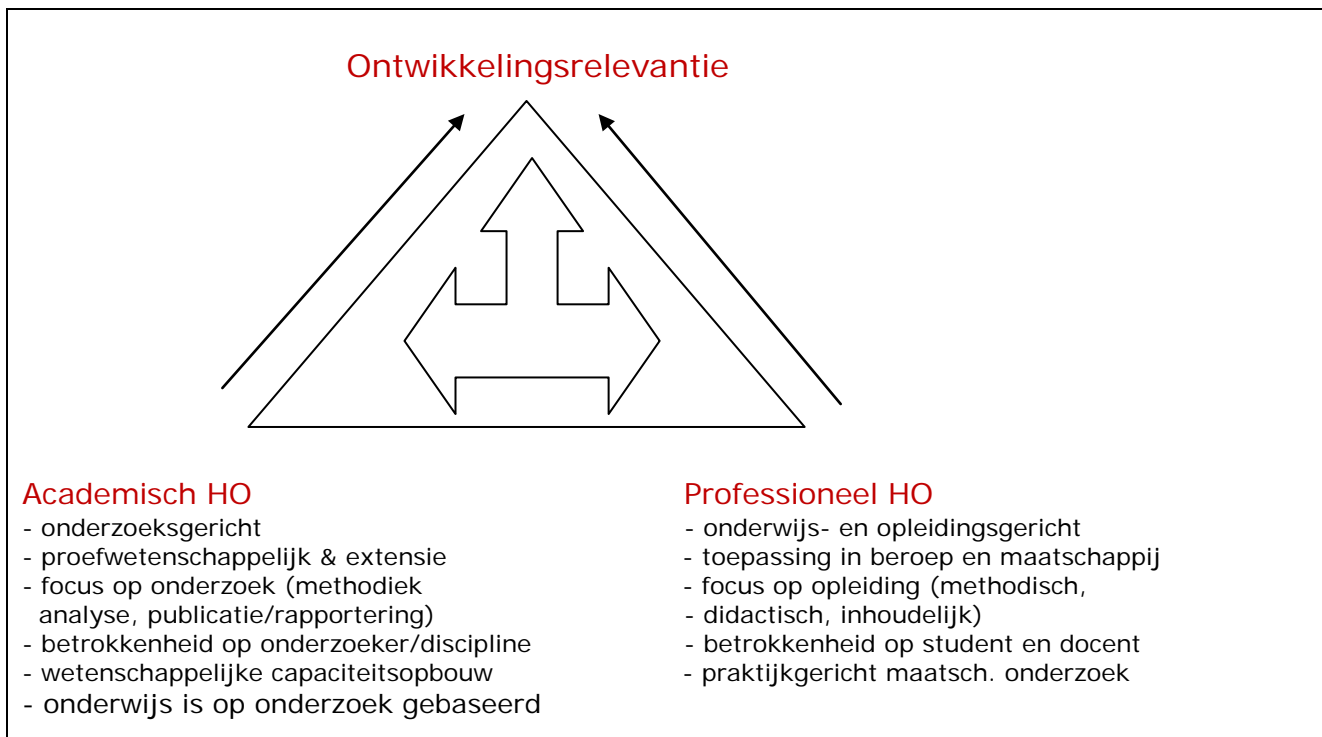 Ontwikkelingsrelevantie
Academisch HO
- onderzoeksgericht
- proefwetenschappelijk & extensie
- focus op onderzoek (methodiek
analyse, publicatie/rapportering)
- betrokkenheid op onderzoeker/discipline
- wetenschappelijke capaciteitsopbouw
- onderwijs is op onderzoek gebaseerd
Professioneel HO
- onderwijs- en opleidingsgericht
- toepassing in beroep en maatschappij
- focus op opleiding (methodisch,
- didactisch, inhoudelijk)
- betrokkenheid op student en docent
- praktijkgericht maatsch. onderzoek